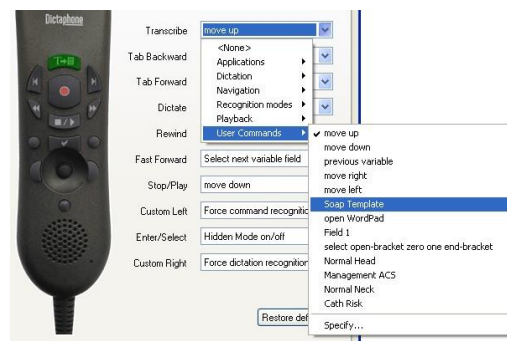 Dictaphone
Transcribe move up
Tab Backward
Tab Forward
Dictate
Rewind
Fast Forward Select next variable field
Stop/Play move down
Custom Left Force command recognitio
Enter/Select Hidden Mode on/off
Custom Right Force dictation recognition
Restore def
<None>
Applications
Dictation
Navigation
Recognition modes
Playback
User Commands
move up
move down
previous variable
move right
move left
Soap Template
open WordPad
Field 1
select open-bracket zero one end-bracket
Normal Head
Management ACS
Normal Neck
Cath Risk
Specify...